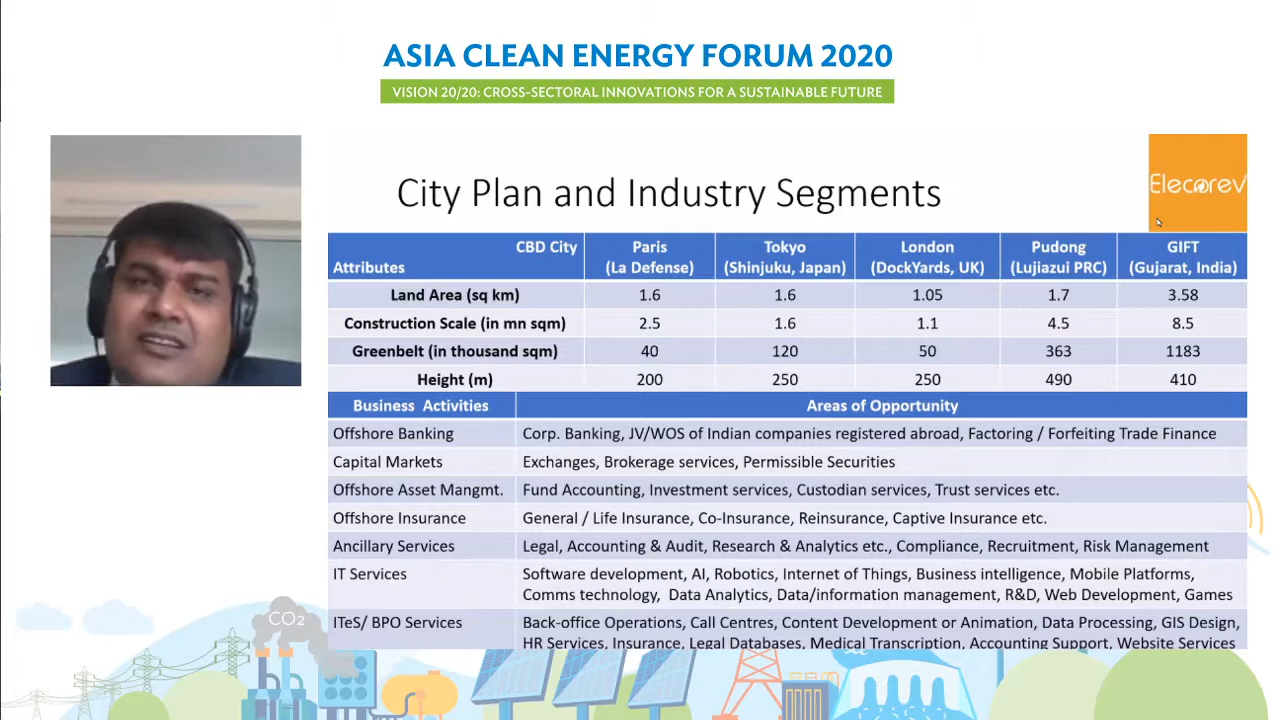 ASIA CLEAN ENERGY FORUM 2020
VISION 20/20: CROSS-SECTORAL INNOVATIONS FOR A SUSTAINABLE FUTURE
Elecorev
City Plan and Industry Segments
CBD City Paris Tokyo London Pudong GIFT
Attributes (La Defense) (Shinjuku, Japan) (DockYards, UK) (Lujiazui PRC) (Gujarat, India)
Land Area (sq km) 1.6 1.6 1.05 1.7 3.58
Construction Scale (in mn sqm) 2.5 1.6 1.1 4.5 8.5
Greenbelt (in thousand sqm) 40 120 50 363 1183
Height (m) 200 250 250 490 410
Business Activities Areas of Opportunity
Offshore Banking Corp. Banking, JV/WOS of Indian companies registered abroad, Factoring / Forfeiting Trade Finance
Capital Markets Exchanges, Brokerage services, Permissible Securities
Offshore Asset Mangmt. Fund Accounting, Investment services, Custodian services, Trust services etc.
Offshore Insurance General / Life Insurance, Co-Insurance, Reinsurance, Captive Insurance etc.
Ancillary Services Legal, Accounting & Audit, Research & Analytics etc., Compliance, Recruitment, Risk Management
IT Services Software development, AI, Robotics, Internet of Things, Business intelligence, Mobile Platforms,
Comms technology, Data Analytics, Data/information management, R&D, Web Development, Games
ITeS/ BPO Services Back-office Operations, Call Centres, Content Development or Animation, Data Processing, GIS Design,
HR Services, Insurance, Legal Databases, Medical Transcription, Accounting Support, Website Services
CO2